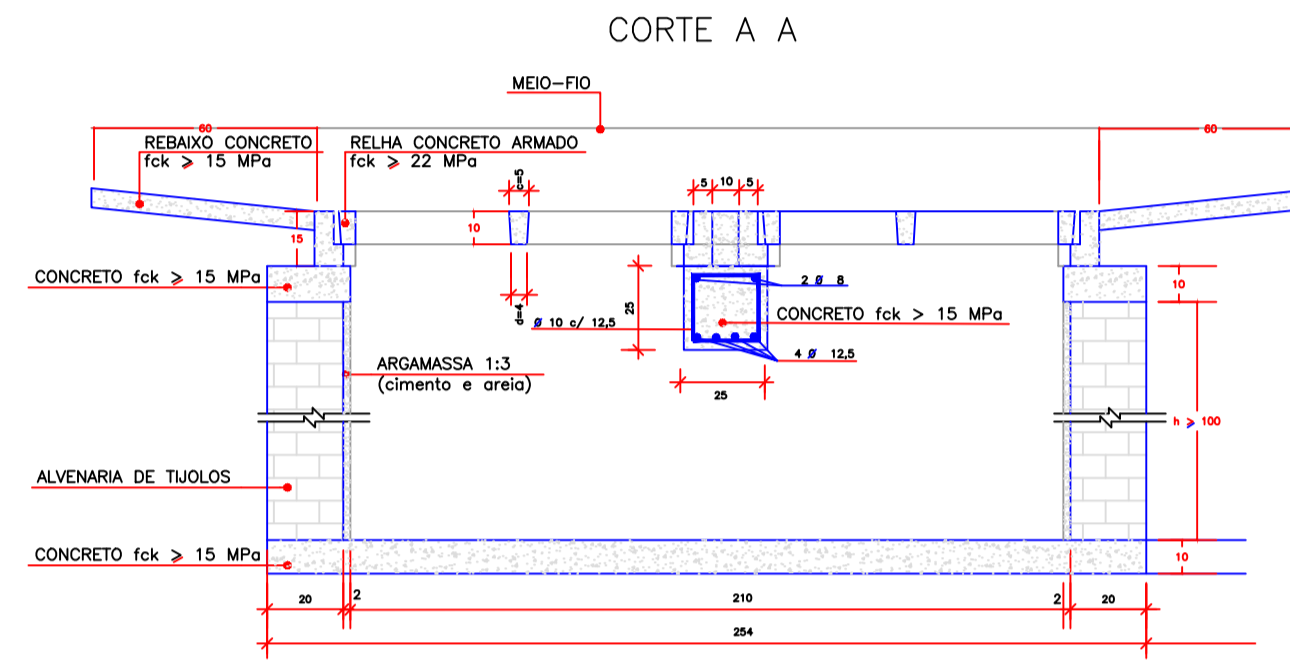 CORTE A A
MEIO-FIO
60
60
REBAIXO CONCRETO
fck ≥ 15 MPa
RELHA CONCRETO ARMADO
fck ≥ 22 MPa
c=5
5
10
5
15
10
CONCRETO fck ≥ 15 MPa
2 Ø 8
10
d=4
Ø 10 c/ 12,5
25
CONCRETO fck > 15 MPa
4 Ø 12,5
ARGAMASSA 1:3
(cimento e areia)
25
h ≥ 100
ALVENARIA DE TIJOLOS
CONCRETO fck ≥ 15 MPa
10
20
2
210
2
20
254